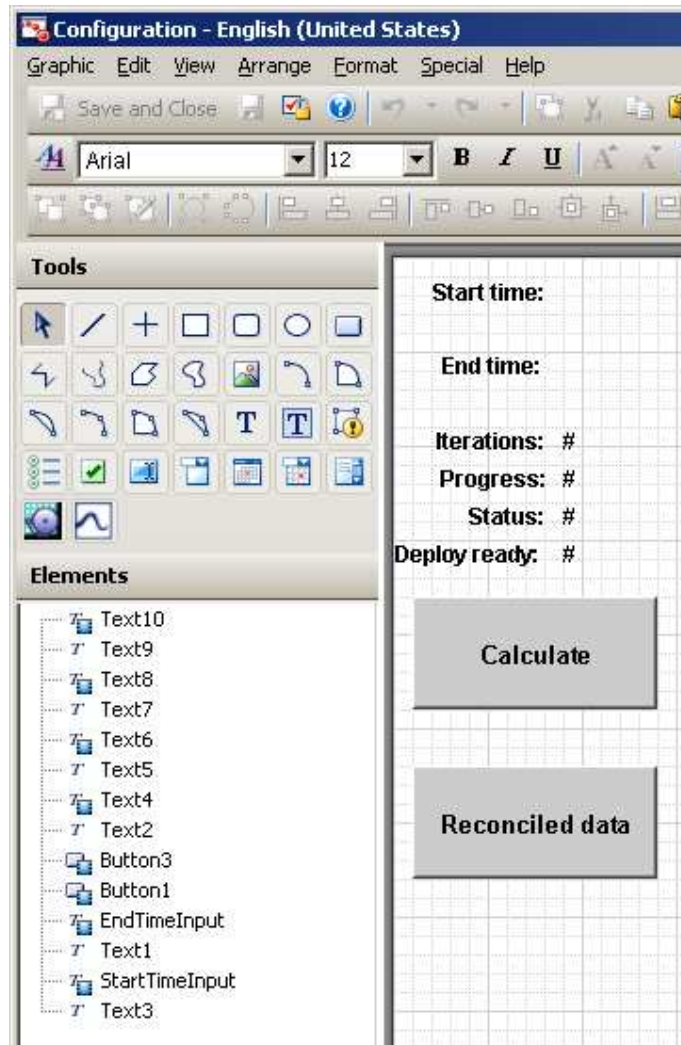 Configuration - English (United States)
Graphic Edit View Arrange Format Special Help
Save and Close
Arial 12 B I U A A
Tools
T T
Elements
Text10
Text9
Text8
Text7
Text6
Text5
Text4
Text2
Button3
Button1
EndTimeInput
Text1
StartTimeInput
Text3
Start time:
End time:
Iterations: #
Progress: #
Status: #
Deploy ready: #
Calculate
Reconciled data